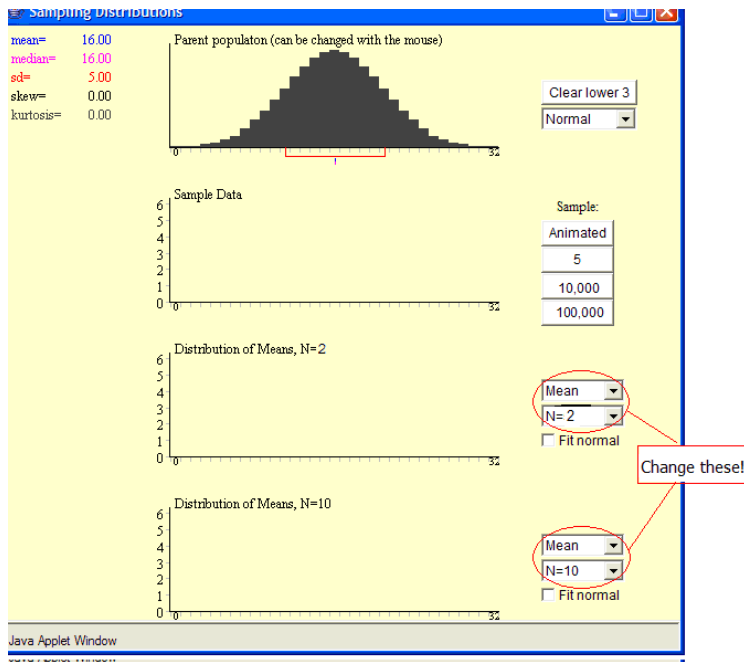 Sampling Distributions
mean= 16.00
median= 16.00
sd= 5.00
skew= 0.00
kurtosis= 0.00
Parent populaton (can be changed with the mouse)
0 32
Clear lower 3
Normal
Sample Data
6
5
4
3
2
1
0
0 32
Sample:
Animated
5
10,000
100,000
Distribution of Means, N=2
6
5
4
3
2
1
0
0 32
Mean
N= 2
Fit normal
Change these!
Distribution of Means, N=10
6
5
4
3
2
1
0
0 32
Mean
N=10
Fit normal
Java Applet Window
Java Applet Window